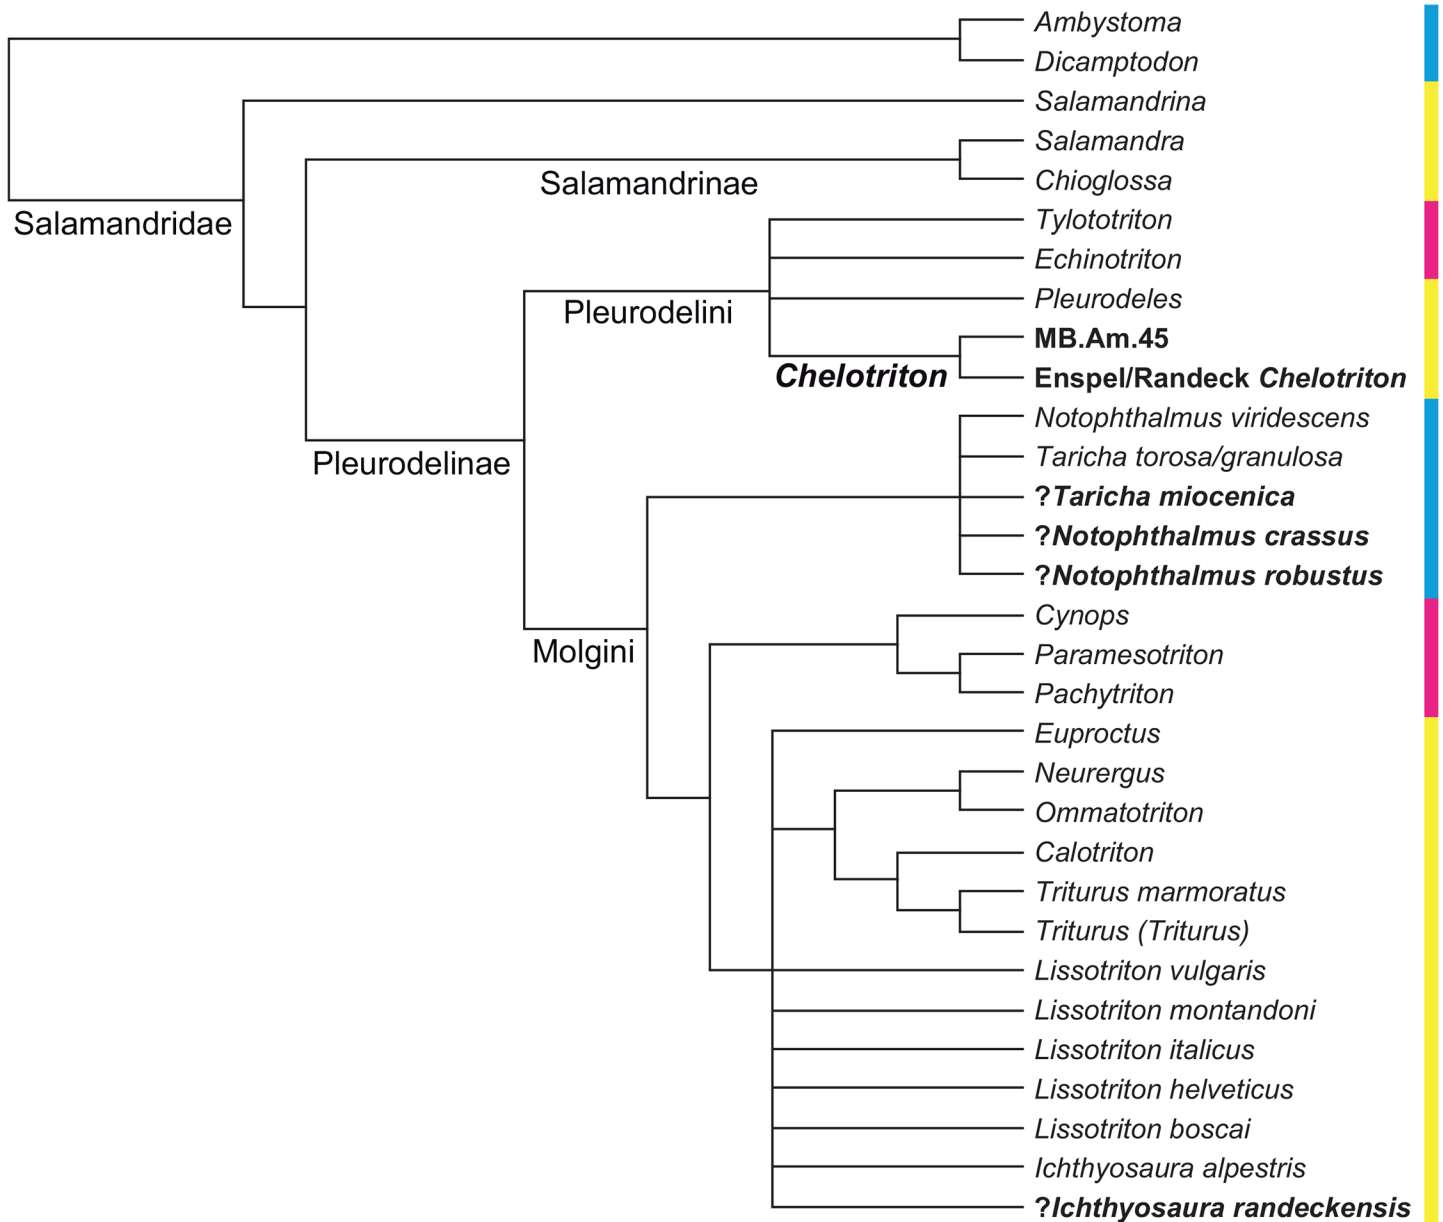 Ambystoma
Dicamptodon
Salamandrina
Salamandra
Salamandrinae
Chioglossa
Salamandridae
Tylototriton
Echinotriton
Pleurodeles
Pleurodelini
MB.Am.45
Chelotriton
Enspel/Randeck Chelotriton
Notophthalmus viridescens
Taricha torosa/granulosa
Pleurodelinae
?Taricha miocenica
?Notophthalmus crassus
?Notophthalmus robustus
Cynops
Molgini
Paramesotriton
Pachytriton
Euproctus
Neurergus
Ommatotriton
Calotriton
Triturus marmoratus
Triturus (Triturus)
Lissotriton vulgaris
Lissotriton montandoni
Lissotriton italicus
Lissotriton helveticus
Lissotriton boscai
Ichthyosaura alpestris
?Ichthyosaura randeckensis